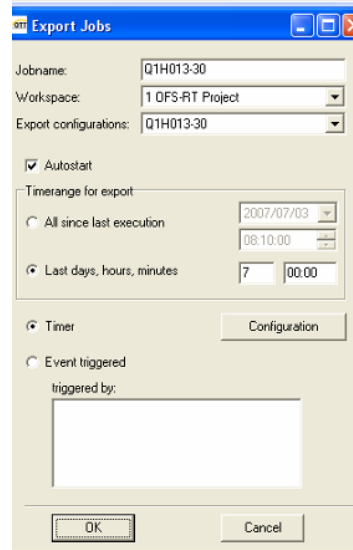 OTT Export Jobs
Jobname: Q1H013-30
Workspace: 1 OFS-RT Project
Export configurations: Q1H013-30
Autostart
Timerange for export
All since last execution 2007/07/03
08:10:00
Last days, hours, minutes 7 00:00
Timer Configuration
Event triggered
triggered by:
OK Cancel